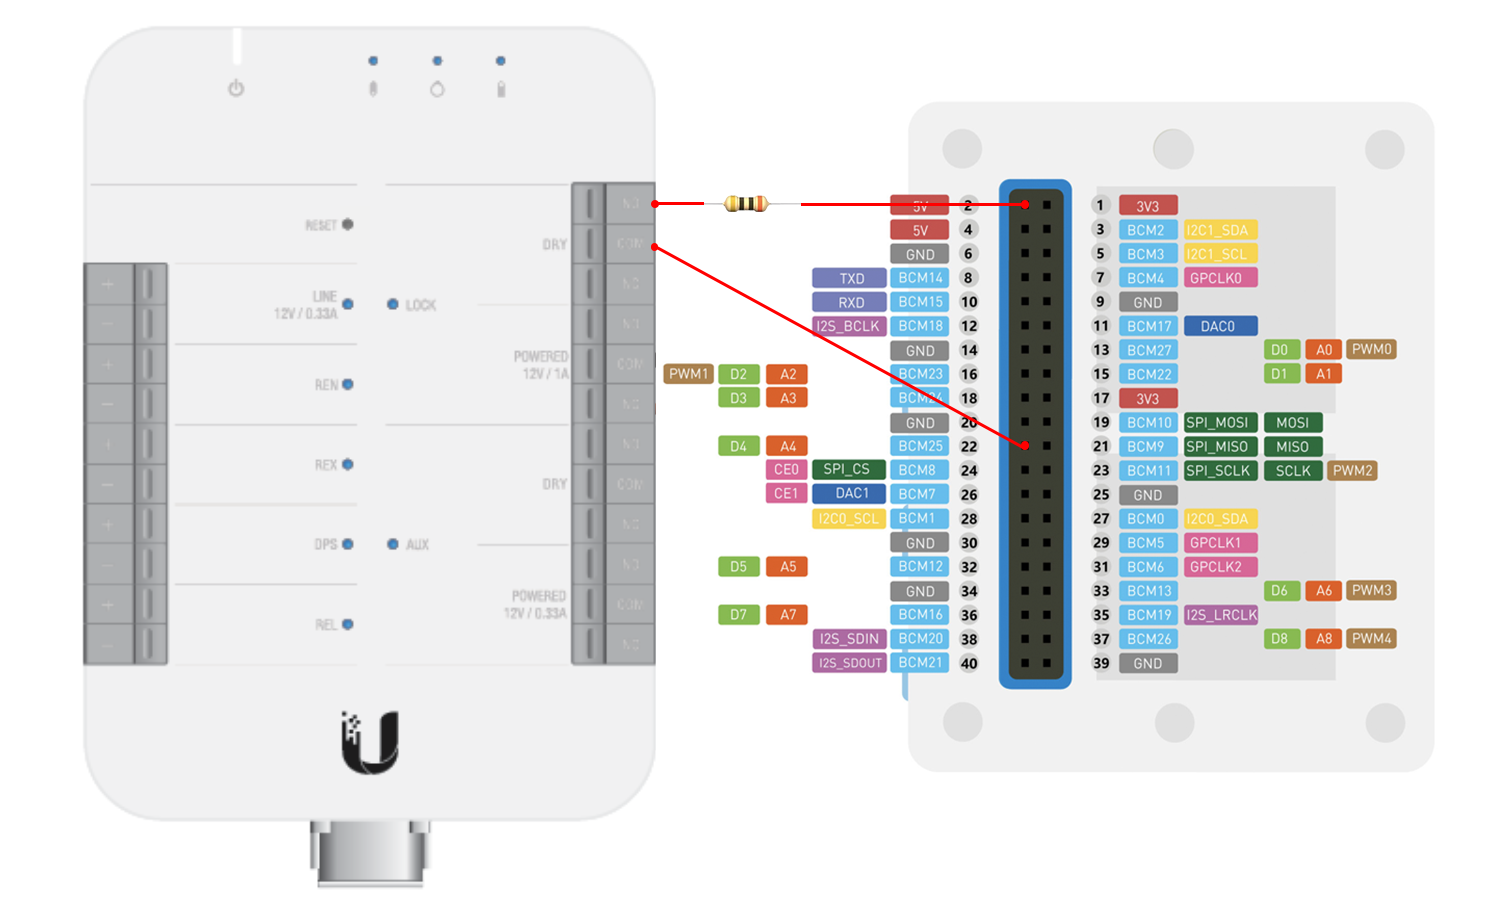 RESET
DRY
LINE
12V / 0.33A
LOCK
POWERED
12V / 1A
REN
REX
DRY
DPS
AUX
POWERED
12V / 0.33A
REL
COM
COM
COM
COM
5V 2 1 3V3
5V 4 3 BCM2 I2C1_SDA
GND 6 5 BCM3 I2C1_SCL
TXD BCM14 8 7 BCM4 GPCLK0
RXD BCM15 10 9 GND
I2S_BCLK BCM18 12 11 BCM17 DAC0
GND 14 13 BCM27 D0 A0 PWM0
PWM1 D2 A2 BCM23 16 15 BCM22 D1 A1
D3 A3 BCM24 18 17 3V3
GND 20 19 BCM10 SPI_MOSI MOSI
D4 A4 BCM25 22 21 BCM9 SPI_MISO MISO
CE0 SPI_CS BCM8 24 23 BCM11 SPI_SCLK SCLK PWM2
CE1 DAC1 BCM7 26 25 GND
I2C0_SCL BCM1 28 27 BCM0 I2C0_SDA
GND 30 29 BCM5 GPCLK1
D5 A5 BCM12 32 31 BCM6 GPCLK2
GND 34 33 BCM13 D6 A6 PWM3
D7 A7 BCM16 36 35 BCM19 I2S_LRCLK
I2S_SDIN BCM20 38 37 BCM26 D8 A8 PWM4
I2S_SDOUT BCM21 40 39 GND